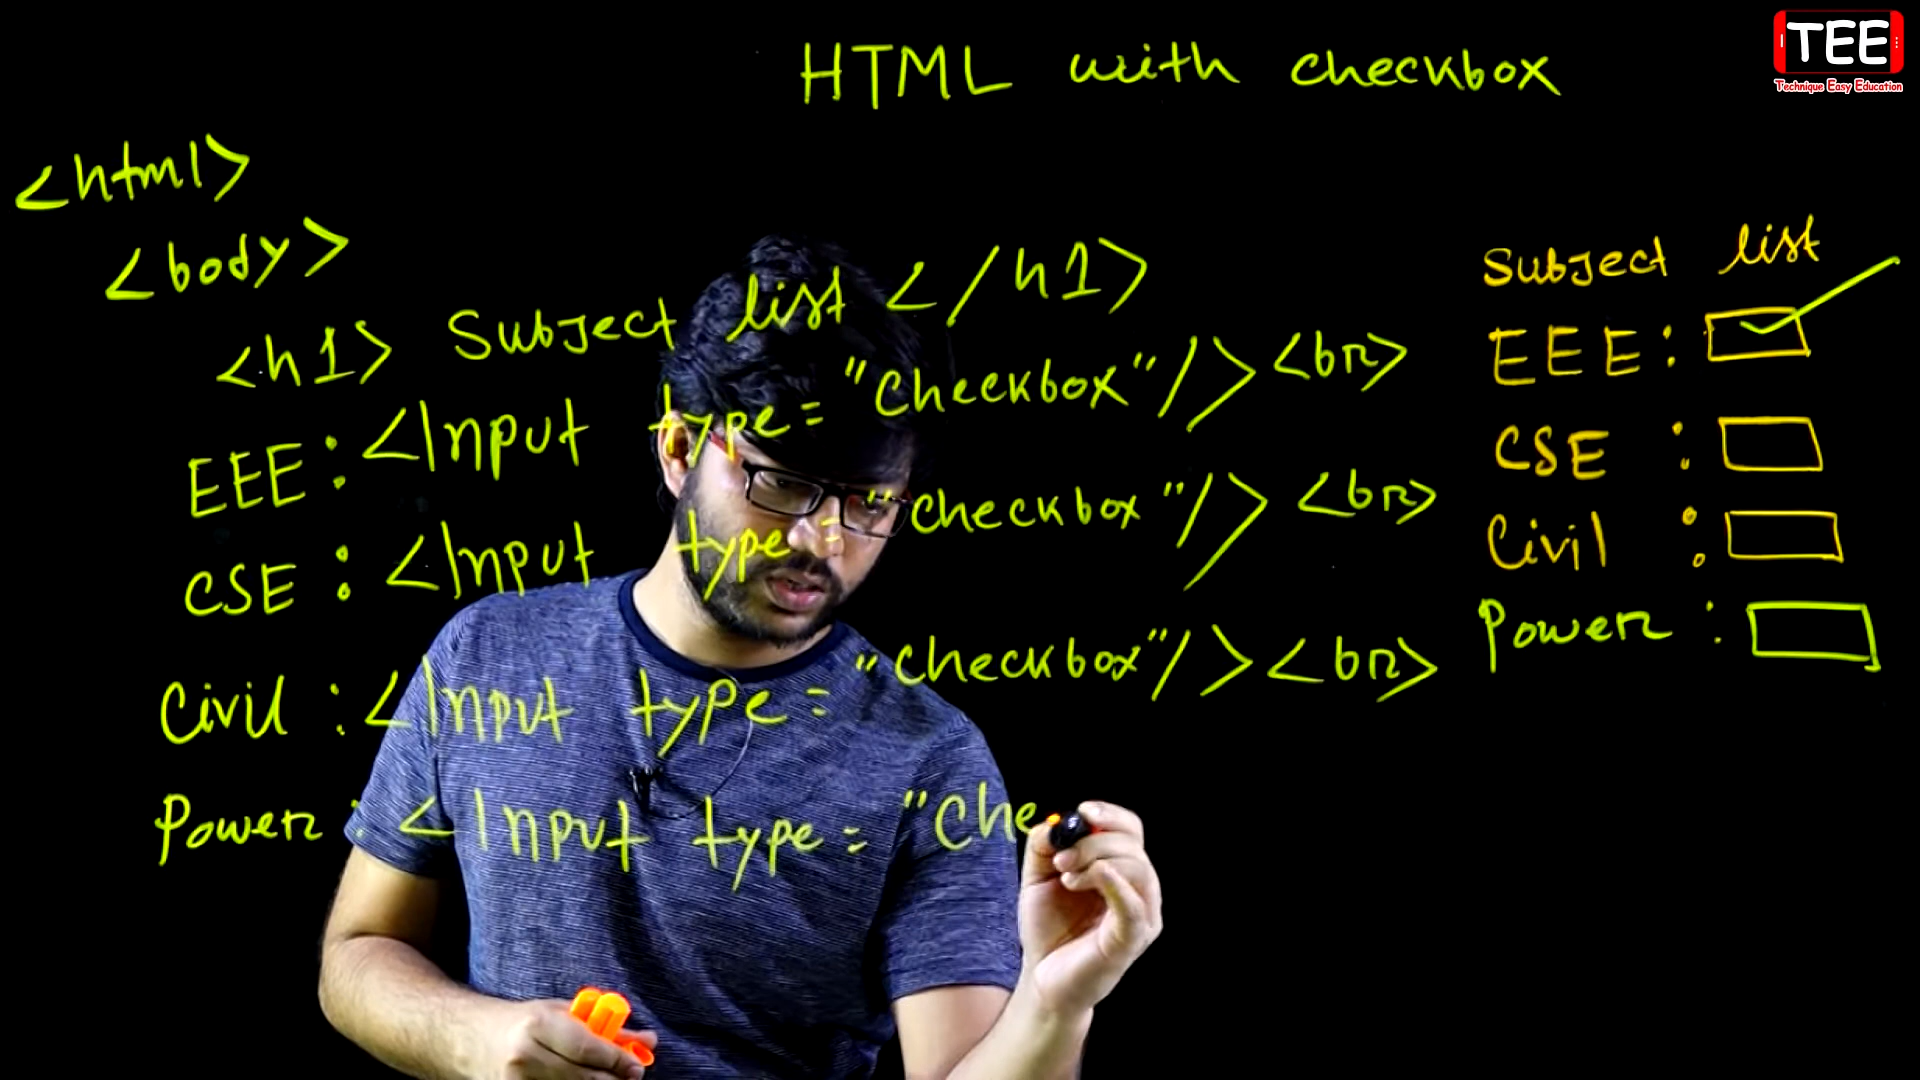 TEE
Technique Easy Education
HTML with checkbox
<html>
<body>
<h1> Subject list </h1>
EEE : <Input type = "Checkbox"/> <br>
CSE : <Input type = "Checkbox"/> <br>
Civil : <Input type = "Checkbox"/> <br>
Power : <Input type = "Che
Subject list
EEE :
CSE :
Civil :
Power :